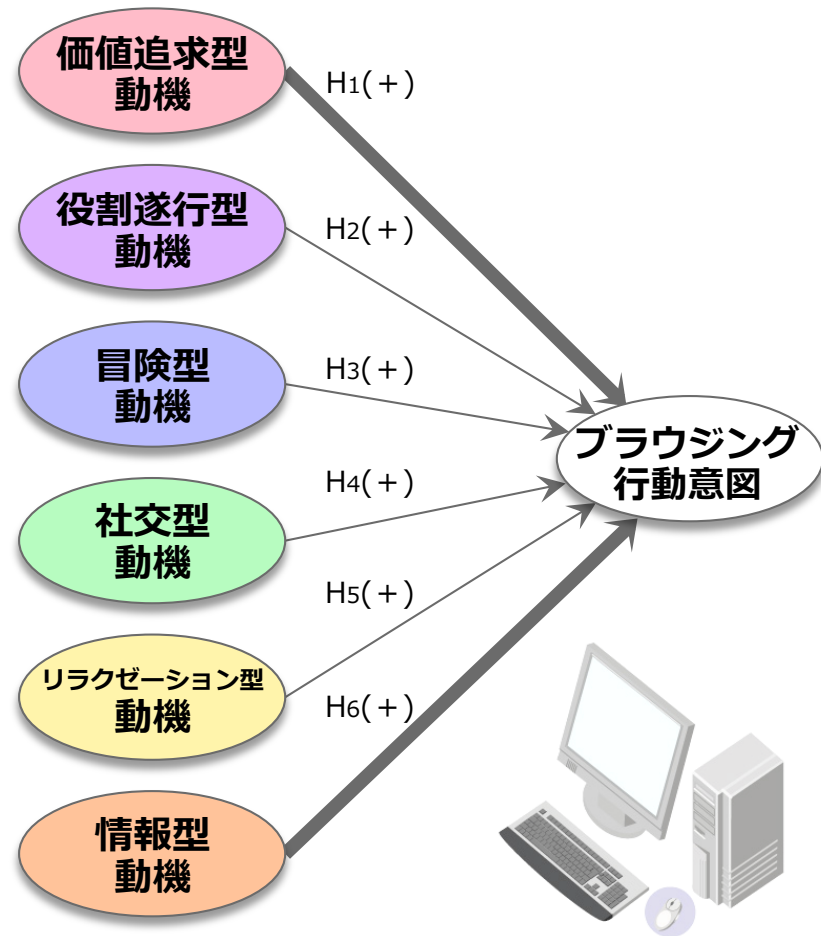 価値追求型
動機
H1(+)
役割遂行型
動機
H2(+)
冒険型
動機
H3(+)
ブラウジング
行動意図
社交型
動機
H4(+)
リラクゼーション型
動機
H5(+)
情報型
動機
H6(+)